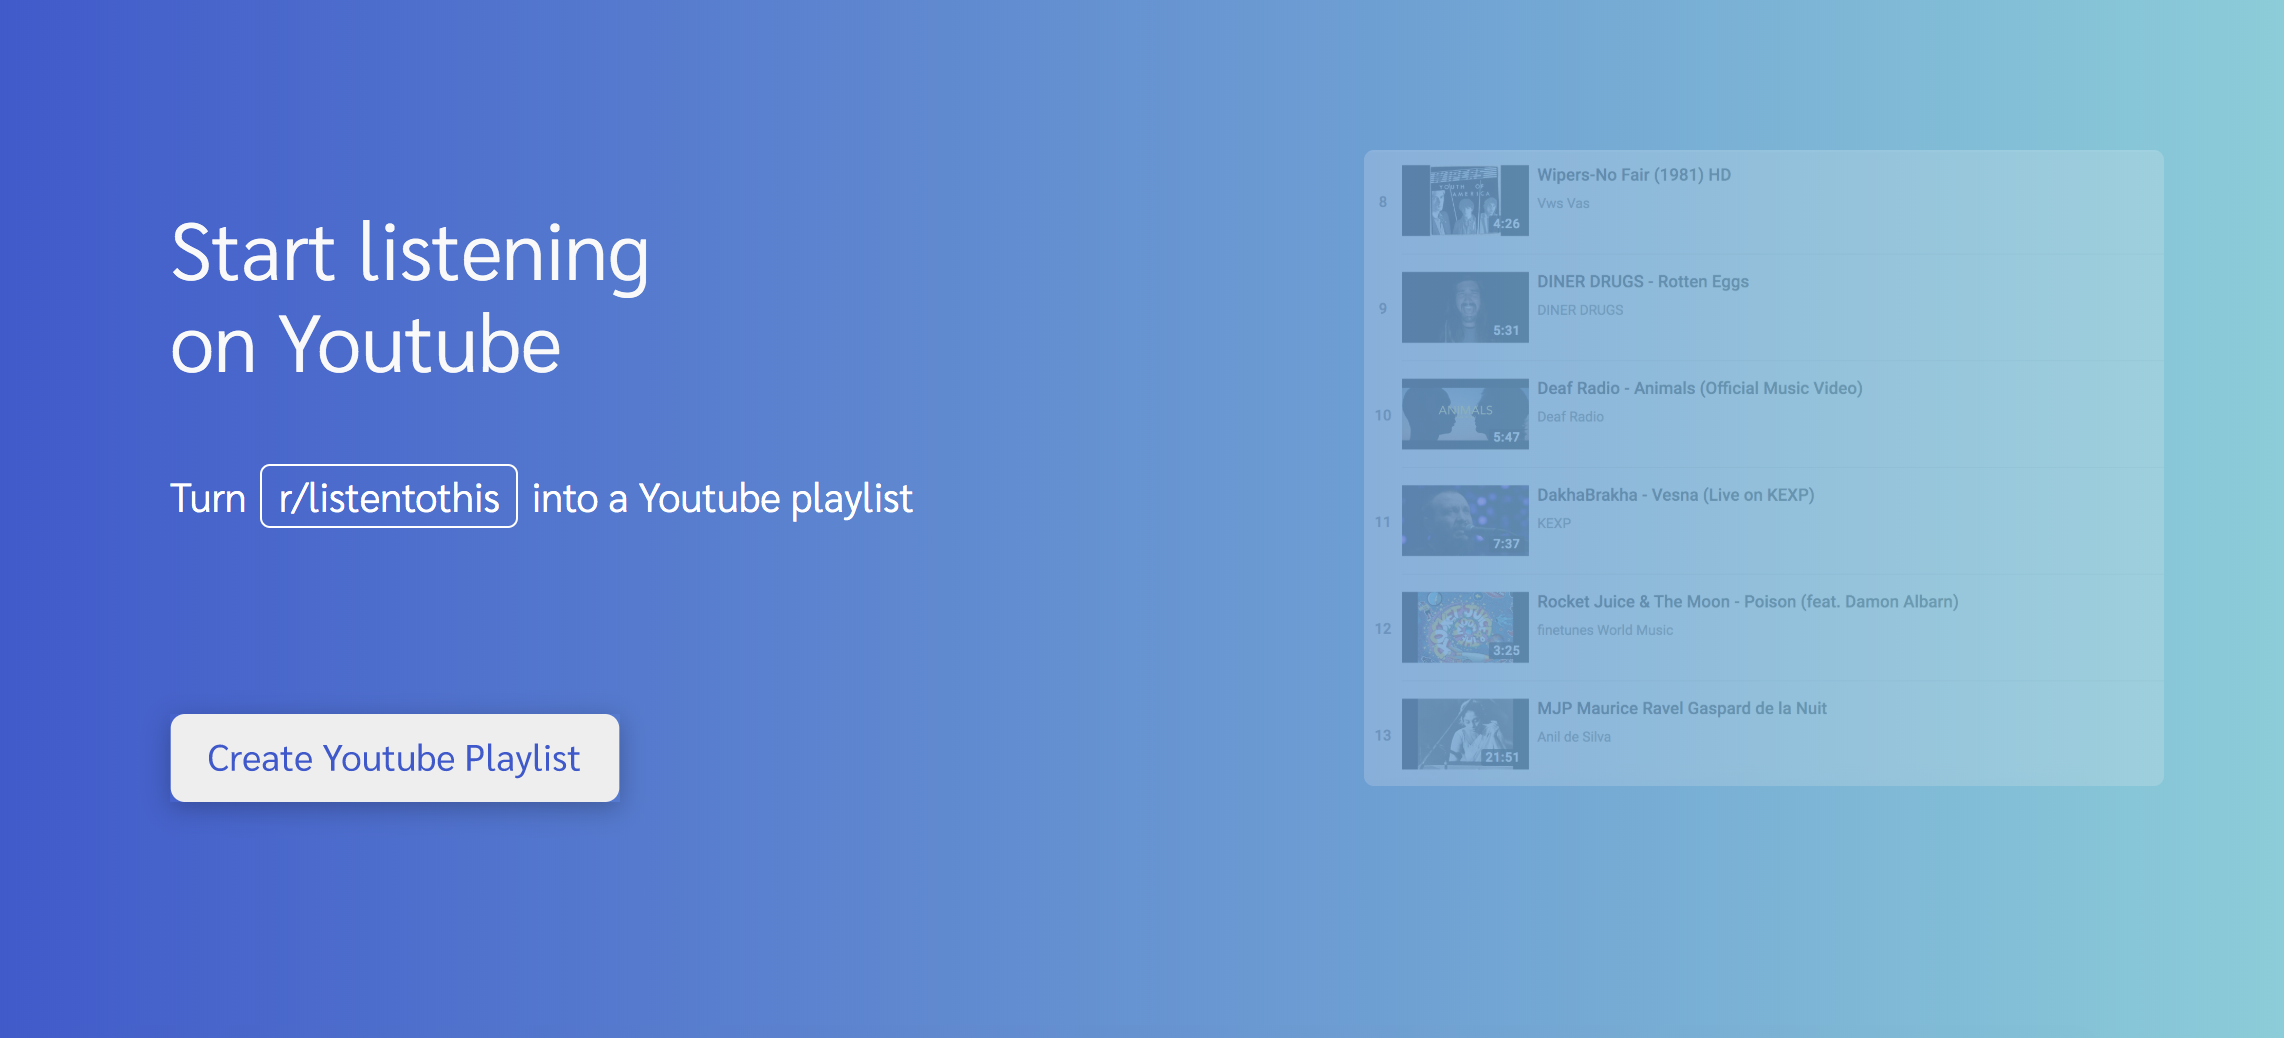 Start listening
on Youtube
Turn r/listentothis into a Youtube playlist
Create Youtube Playlist
8
WIPERS
YOUTH OF
AMERICA
4:26
Wipers-No Fair (1981) HD
Vws Vas
9
5:31
DINER DRUGS - Rotten Eggs
DINER DRUGS
10
ANIMALS
5:47
Deaf Radio - Animals (Official Music Video)
Deaf Radio
11
7:37
DakhaBrakha - Vesna (Live on KEXP)
KEXP
12
3:25
Rocket Juice & The Moon - Poison (feat. Damon Albarn)
finetunes World Music
13
21:51
MJP Maurice Ravel Gaspard de la Nuit
Anil de Silva